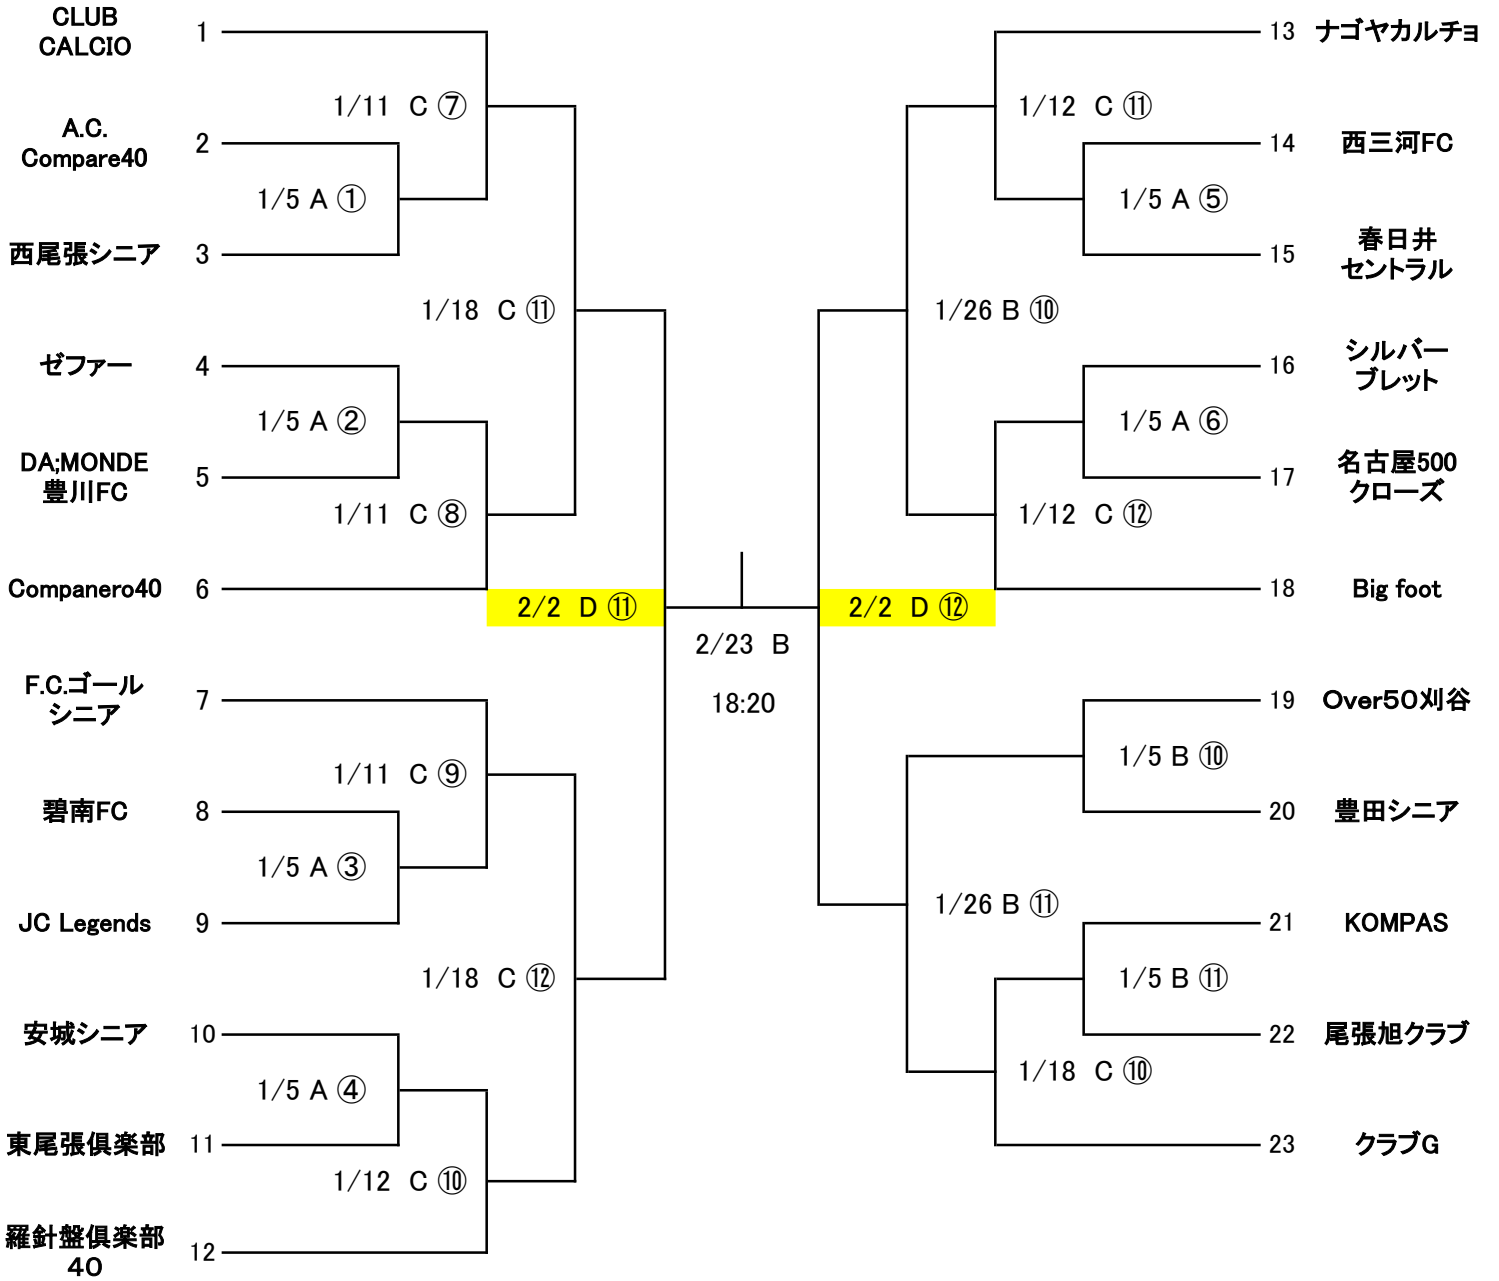 CLUB
CALCIO
1
1/11 C ⑦
A.C.
Compare40
2
1/5 A ①
西尾張シニア
3
1/18 C ⑪
ゼファー
4
1/5 A ②
DA;MONDE
豊川FC
5
1/11 C ⑧
Companero40
6
2/2 D ⑪
F.C.ゴール
シニア
7
1/11 C ⑨
碧南FC
8
1/5 A ③
JC Legends
9
1/18 C ⑫
安城シニア
10
1/5 A ④
東尾張倶楽部
11
1/12 C ⑩
羅針盤倶楽部
40
12
2/23 B
18:20
13 ナゴヤカルチョ
1/12 C ⑪
14 西三河FC
1/5 A ⑤
15
春日井
セントラル
1/26 B ⑩
16
シルバー
ブレット
1/5 A ⑥
17
名古屋500
クローズ
1/12 C ⑫
18 Big foot
2/2 D ⑫
19 Over50刈谷
1/5 B ⑩
20 豊田シニア
1/26 B ⑪
21 KOMPAS
1/5 B ⑪
22 尾張旭クラブ
1/18 C ⑩
23 クラブG